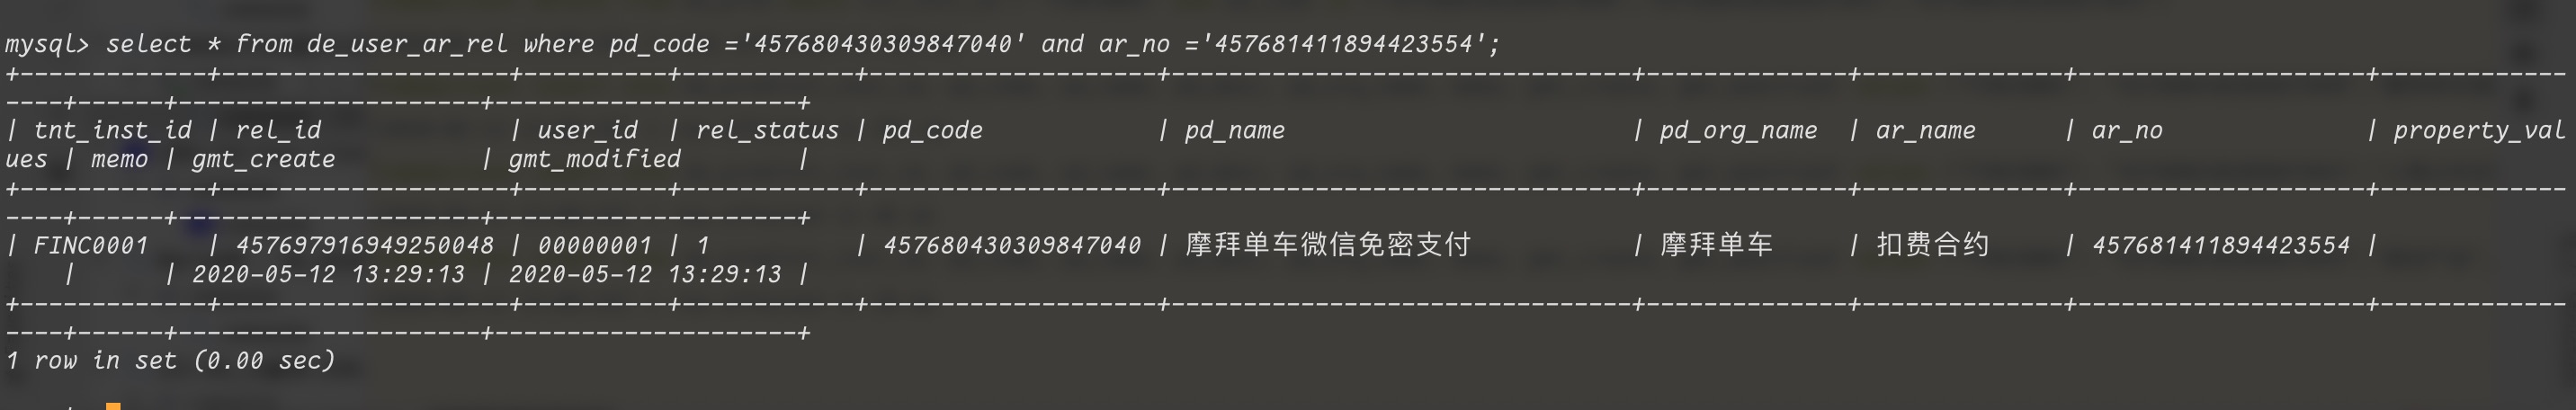 mysql> select * from de_user_ar_rel where pd_code ='457680430309847040' and ar_no ='457681411894423554';
+-------------+--------------------+----------+------------+--------------------+--------------------------------+--------------+--------------+--------------------+-------------
----+------+---------------------+---------------------+
| tnt_inst_id | rel_id             | user_id  | rel_status | pd_code            | pd_name                        | pd_org_name  | ar_name      | ar_no              | property_val
ues | memo | gmt_create          | gmt_modified        |
+-------------+--------------------+----------+------------+--------------------+--------------------------------+--------------+--------------+--------------------+-------------
----+------+---------------------+---------------------+
| FINC0001    | 457697916949250048 | 00000001 | 1          | 457680430309847040 | 摩拜单车微信免密支付             | 摩拜单车     | 扣费合约     | 457681411894423554 |
    |      | 2020-05-12 13:29:13 | 2020-05-12 13:29:13 |
+-------------+--------------------+----------+------------+--------------------+--------------------------------+--------------+--------------+--------------------+-------------
----+------+---------------------+---------------------+
1 row in set (0.00 sec)